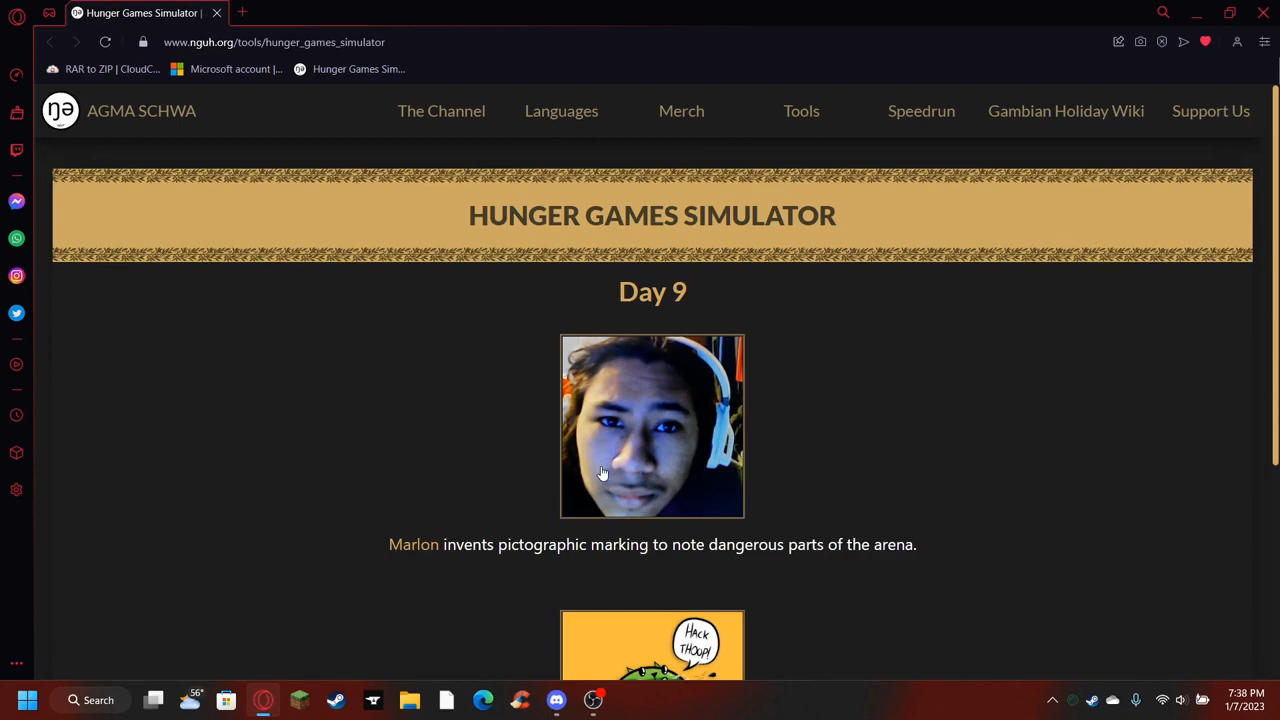 Hunger Games Simulator |
www.nguh.org/tools/hunger_games_simulator
RAR to ZIP | CloudC... Microsoft account |... Hunger Games Sim...
ŋə AGMA SCHWA The Channel Languages Merch Tools Speedrun Gambian Holiday Wiki Support Us
HUNGER GAMES SIMULATOR
Day 9
Marlon invents pictographic marking to note dangerous parts of the arena.
HACK
THOOP!
56°
Search
7:38 PM
1/7/2023